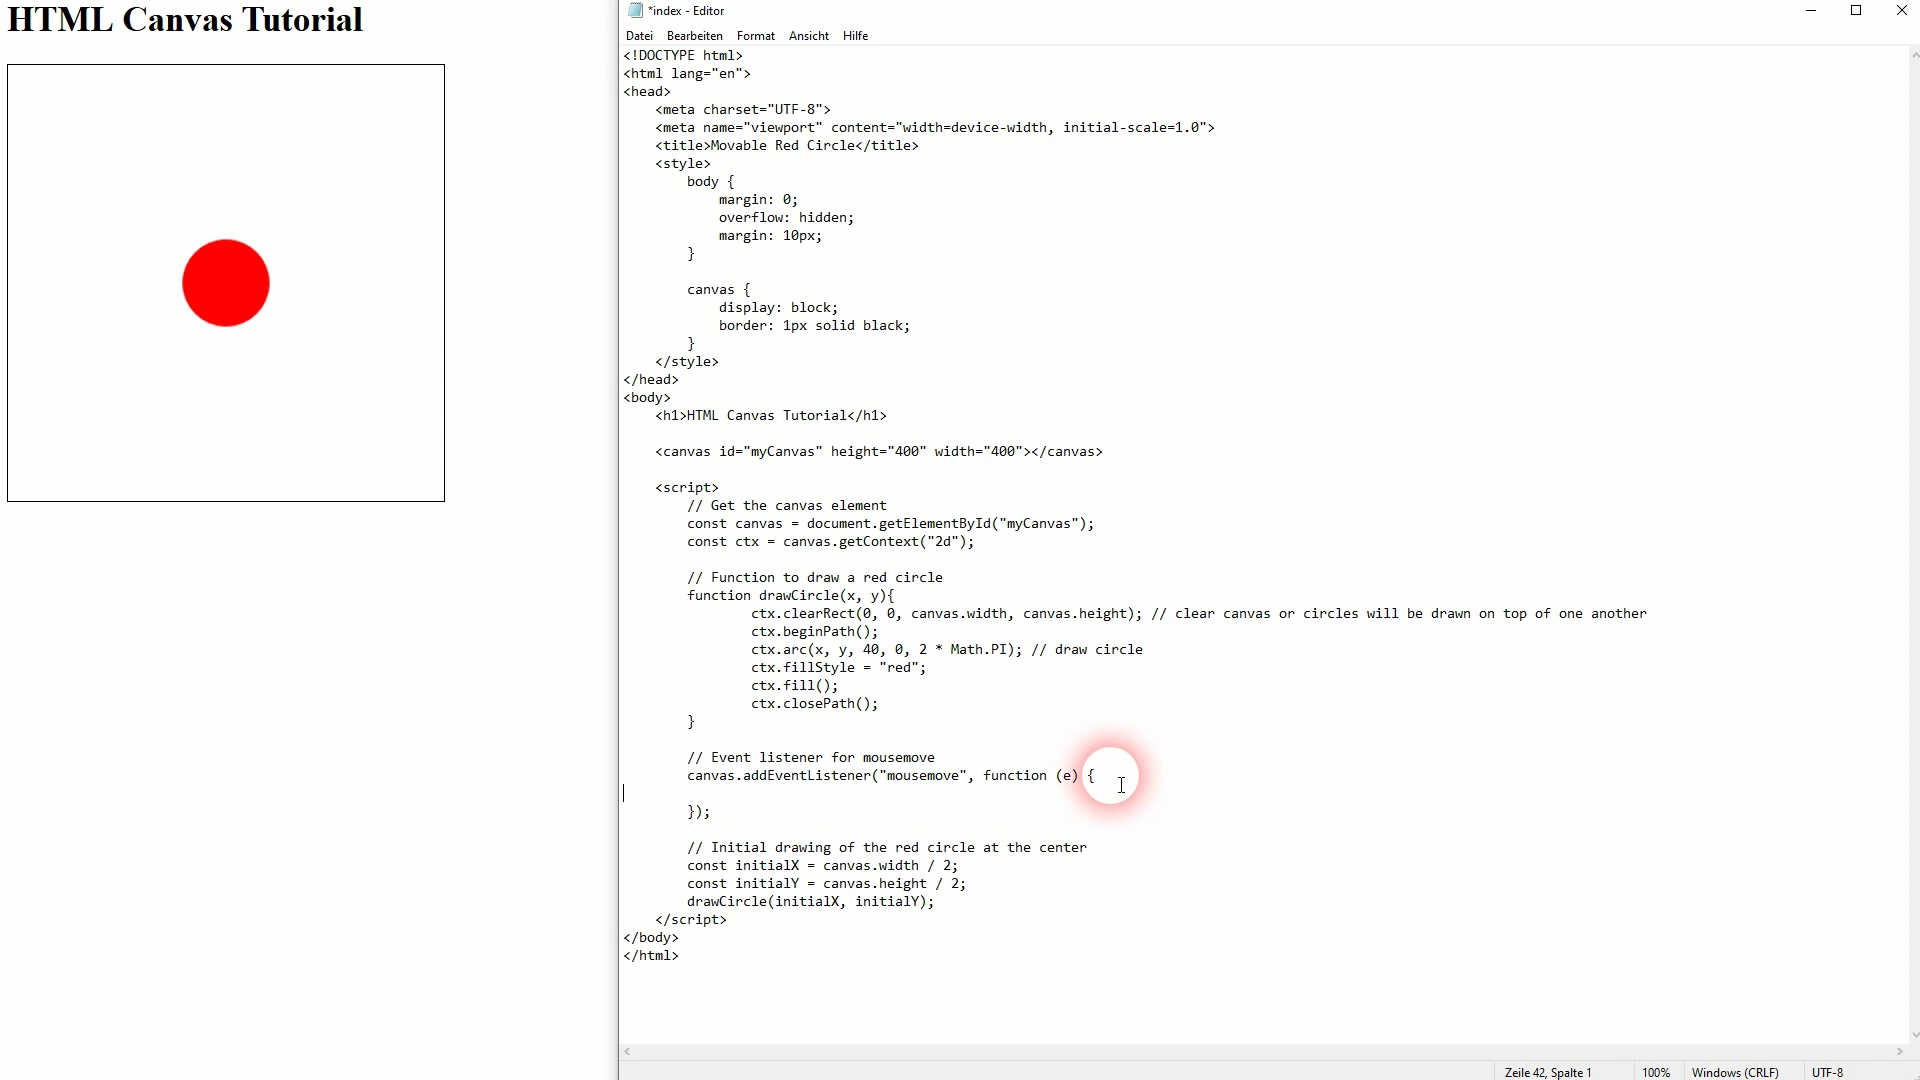 HTML Canvas Tutorial
*index - Editor
Datei Bearbeiten Format Ansicht Hilfe
<!DOCTYPE html>
<html lang="en">
<head>
    <meta charset="UTF-8">
    <meta name="viewport" content="width=device-width, initial-scale=1.0">
    <title>Movable Red Circle</title>
    <style>
        body {
            margin: 0;
            overflow: hidden;
            margin: 10px;
        }

        canvas {
            display: block;
            border: 1px solid black;
        }
    </style>
</head>
<body>
    <h1>HTML Canvas Tutorial</h1>

    <canvas id="myCanvas" height="400" width="400"></canvas>

    <script>
        // Get the canvas element
        const canvas = document.getElementById("myCanvas");
        const ctx = canvas.getContext("2d");

        // Function to draw a red circle
        function drawCircle(x, y){
                ctx.clearRect(0, 0, canvas.width, canvas.height); // clear canvas or circles will be drawn on top of one another
                ctx.beginPath();
                ctx.arc(x, y, 40, 0, 2 * Math.PI); // draw circle
                ctx.fillStyle = "red";
                ctx.fill();
                ctx.closePath();
        }

        // Event listener for mousemove
        canvas.addEventListener("mousemove", function (e) {

        });

        // Initial drawing of the red circle at the center
        const initialX = canvas.width / 2;
        const initialY = canvas.height / 2;
        drawCircle(initialX, initialY);
    </script>
</body>
</html>
Zeile 42, Spalte 1 100% Windows (CRLF) UTF-8